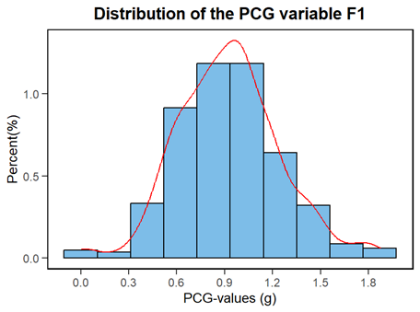 Distribution of the PCG variable F1
Percent(%)
1.0
0.5
0.0
0.0 0.3 0.6 0.9 1.2 1.5 1.8
PCG-values (g)